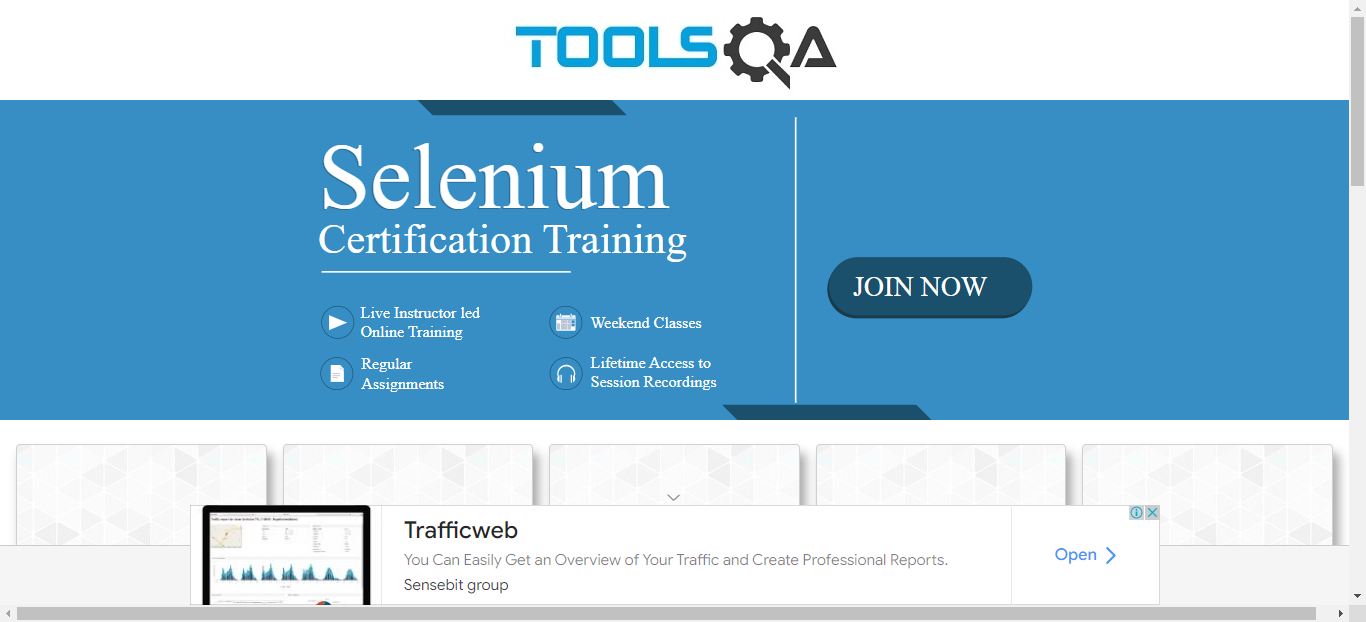 TOOLSQA
Selenium
Certification Training
Live Instructor led
Online Training
Weekend Classes
Regular
Assignments
Lifetime Access to
Session Recordings
JOIN NOW
Trafficweb
You Can Easily Get an Overview of Your Traffic and Create Professional Reports.
Sensebit group
Open